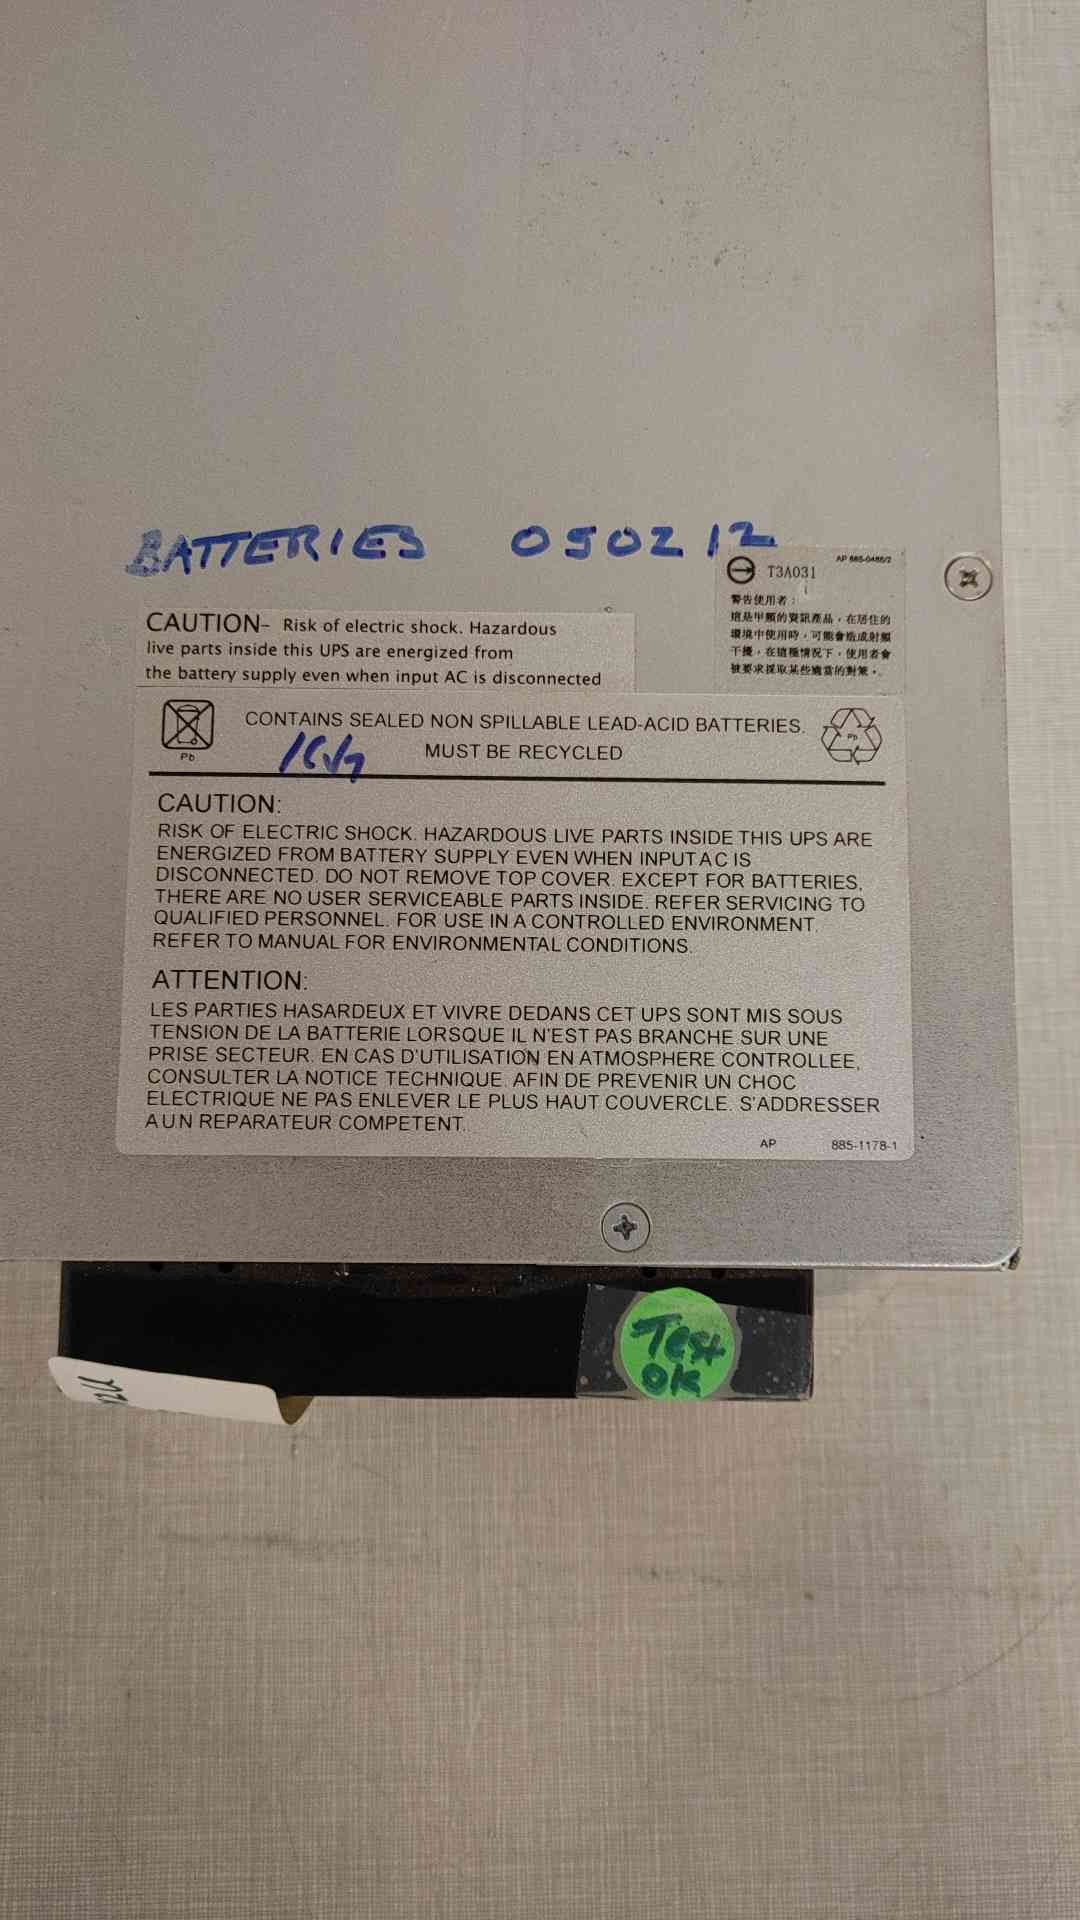 BATTERIES 050212
AP 885-0486/2
T3A031
警告使用者：
這是甲類的資訊產品，在居住的
環境中使用時，可能會造成射頻
干擾，在這種情況下，使用者會
被要求採取某些適當的對策。
CAUTION- Risk of electric shock. Hazardous
live parts inside this UPS are energized from
the battery supply even when input AC is disconnected
Pb
CONTAINS SEALED NON SPILLABLE LEAD-ACID BATTERIES.
MUST BE RECYCLED
Pb
CAUTION:
RISK OF ELECTRIC SHOCK. HAZARDOUS LIVE PARTS INSIDE THIS UPS ARE
ENERGIZED FROM BATTERY SUPPLY EVEN WHEN INPUT A C IS
DISCONNECTED. DO NOT REMOVE TOP COVER. EXCEPT FOR BATTERIES,
THERE ARE NO USER SERVICEABLE PARTS INSIDE. REFER SERVICING TO
QUALIFIED PERSONNEL. FOR USE IN A CONTROLLED ENVIRONMENT.
REFER TO MANUAL FOR ENVIRONMENTAL CONDITIONS.
ATTENTION:
LES PARTIES HASARDEUX ET VIVRE DEDANS CET UPS SONT MIS SOUS
TENSION DE LA BATTERIE LORSQUE IL N'EST PAS BRANCHE SUR UNE
PRISE SECTEUR. EN CAS D'UTILISATION EN ATMOSPHERE CONTROLLEE,
CONSULTER LA NOTICE TECHNIQUE. AFIN DE PREVENIR UN CHOC
ELECTRIQUE NE PAS ENLEVER LE PLUS HAUT COUVERCLE. S'ADDRESSER
A U.N REPARATEUR COMPETENT.
AP 885-1178-1
Test
OK